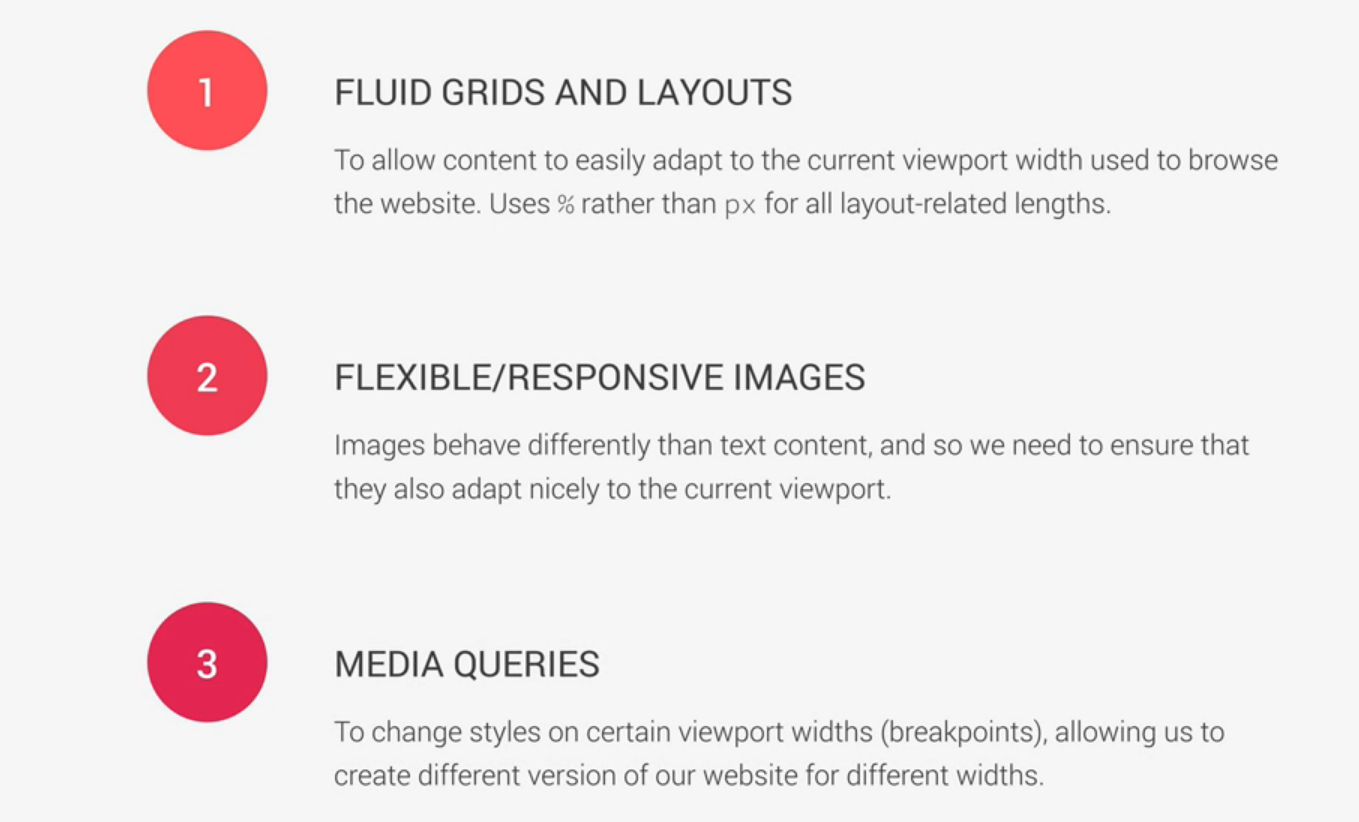 1
FLUID GRIDS AND LAYOUTS
To allow content to easily adapt to the current viewport width used to browse
the website. Uses % rather than px for all layout-related lengths.
2
FLEXIBLE/RESPONSIVE IMAGES
Images behave differently than text content, and so we need to ensure that
they also adapt nicely to the current viewport.
3
MEDIA QUERIES
To change styles on certain viewport widths (breakpoints), allowing us to
create different version of our website for different widths.